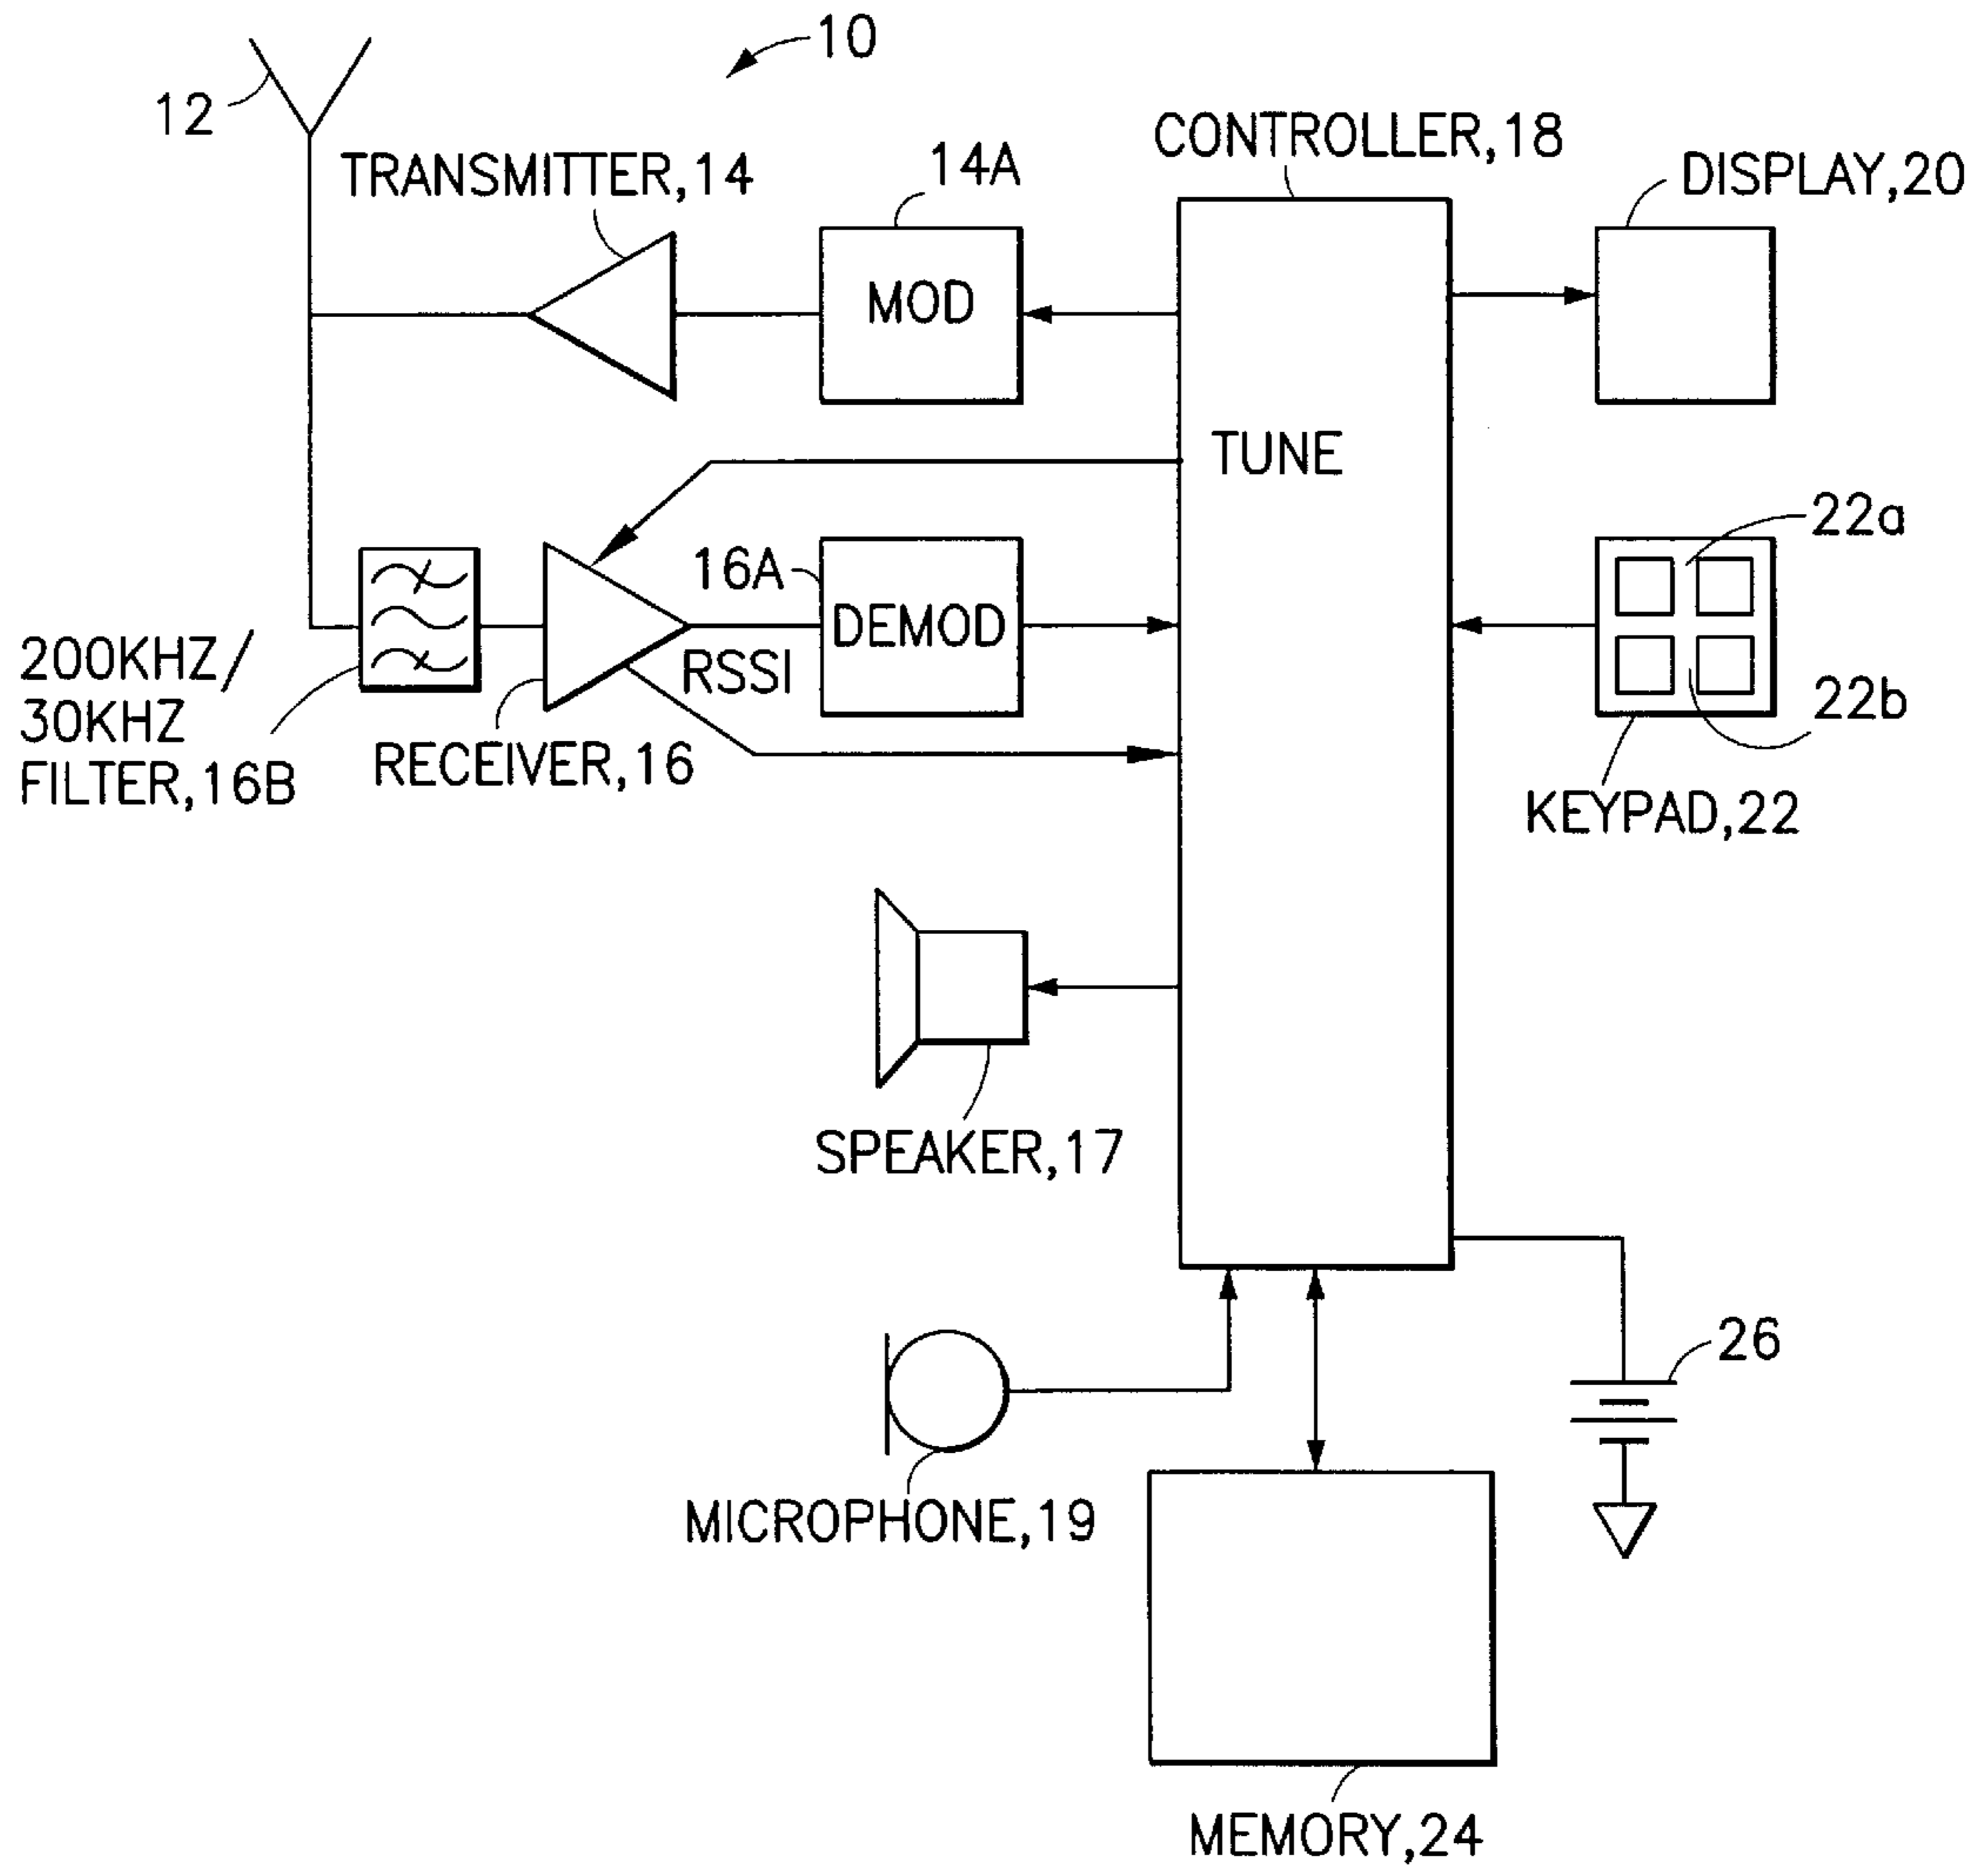 10
12
CONTROLLER,18
14A
TRANSMITTER,14
DISPLAY,20
MOD
TUNE
22a
16A
DEMOD
200KHZ/
30KHZ
FILTER,16B
RSSI
22b
RECEIVER,16
KEYPAD,22
SPEAKER,17
26
MICROPHONE,19
MEMORY,24